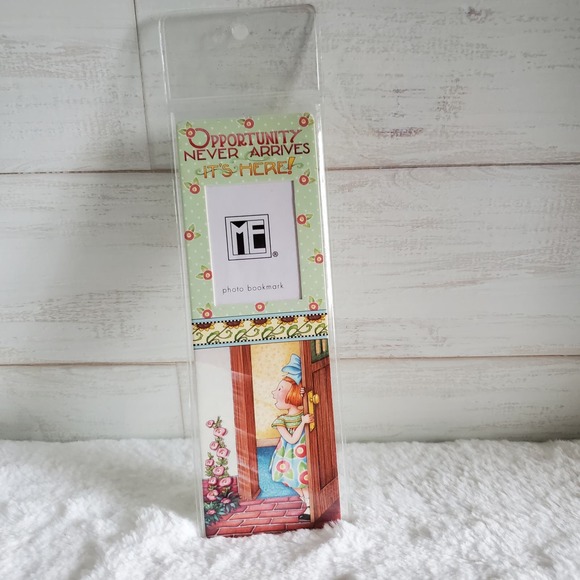 OPPORTUNITY
NEVER ARRIVES
IT'S HERE!
ME
®
photo bookmark